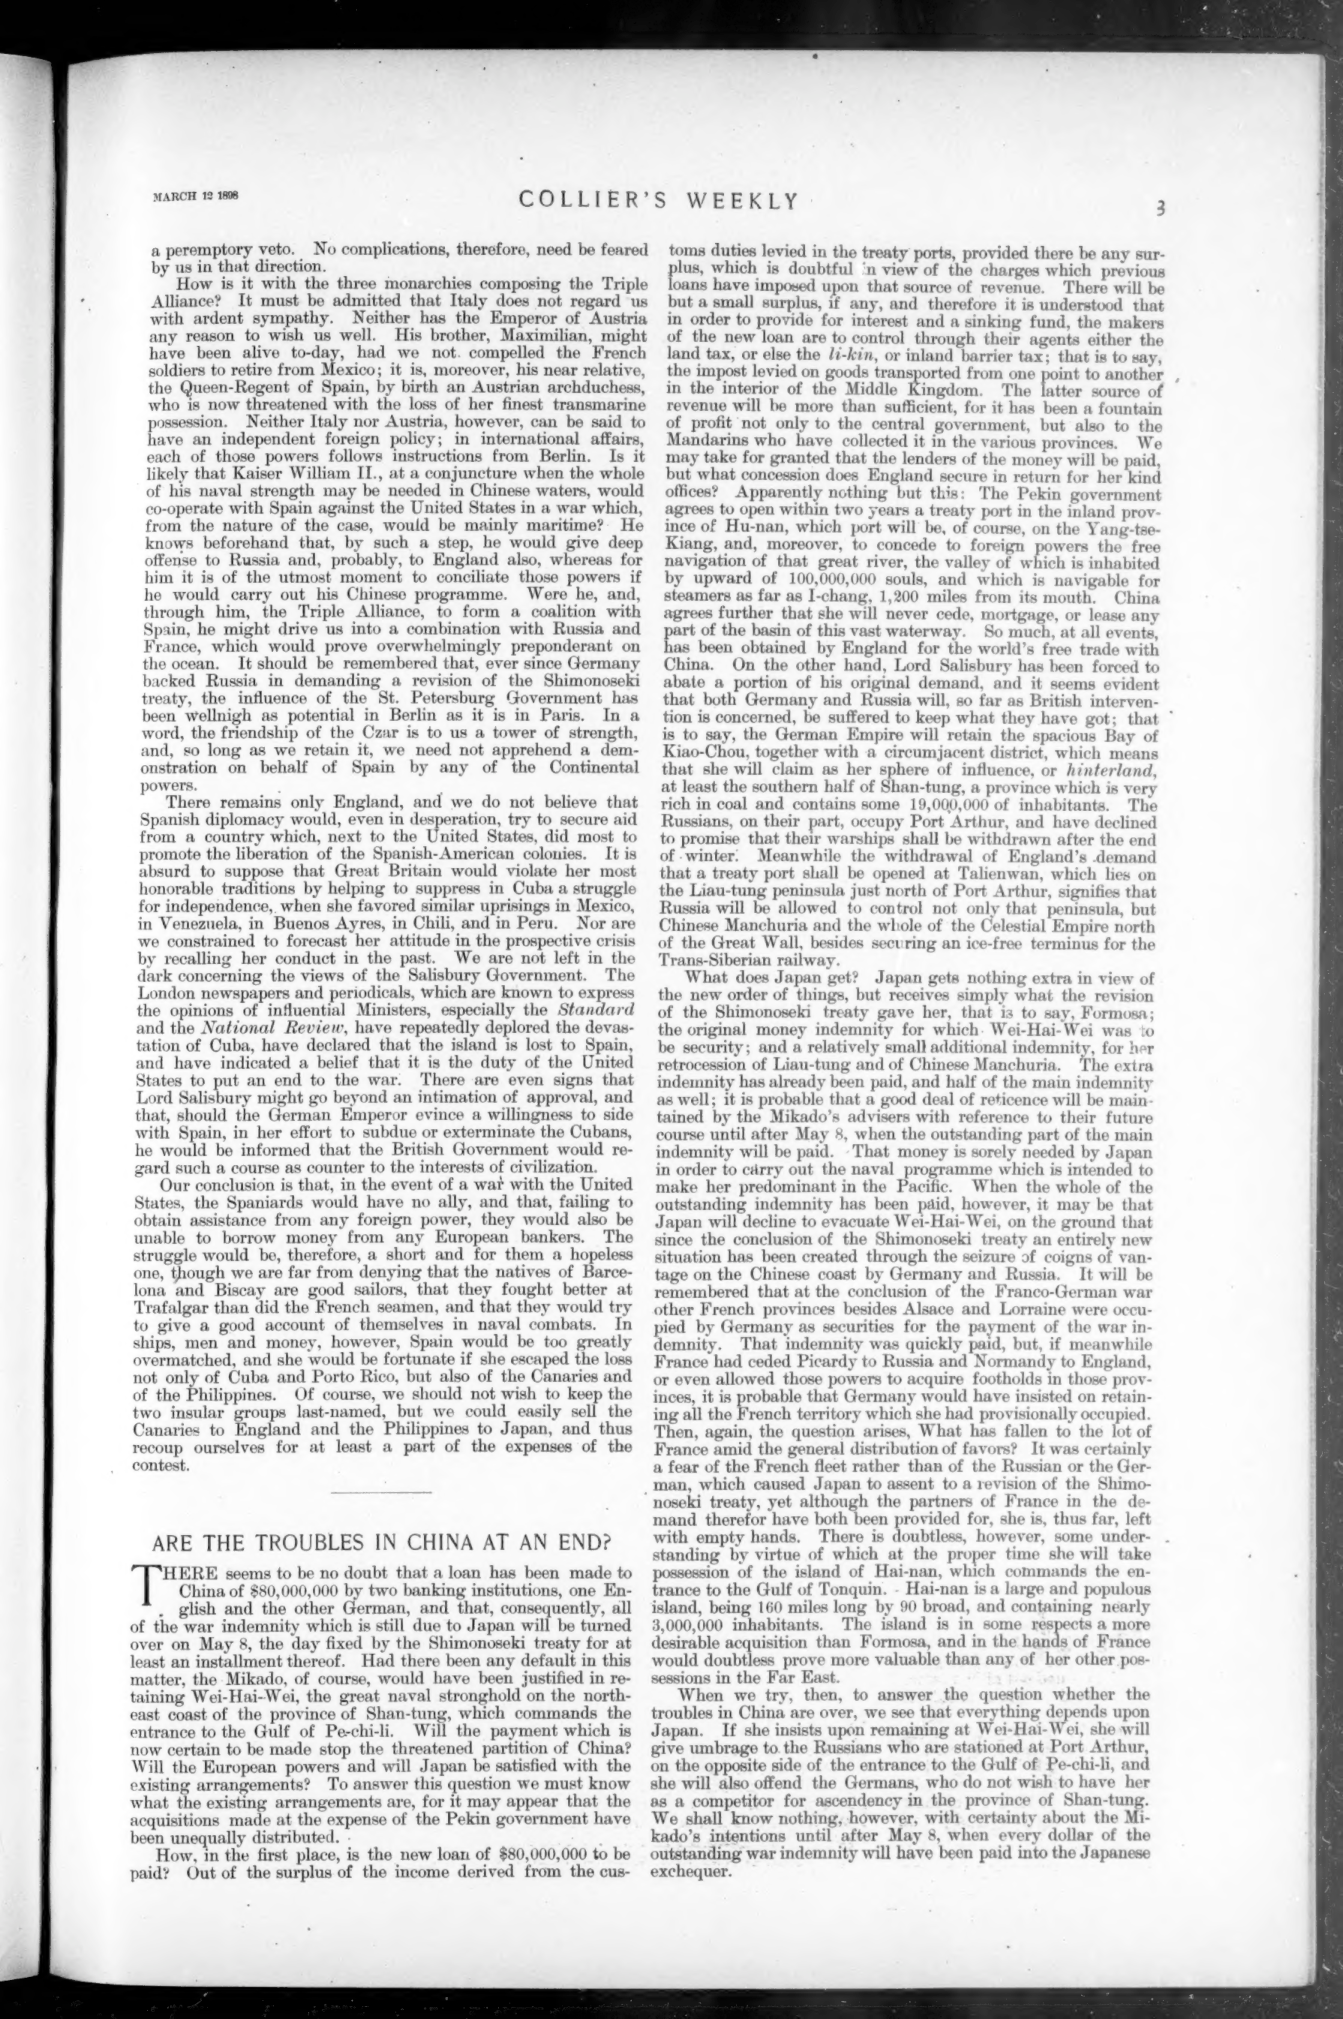 MARCH 12 1898
COLLIER'S WEEKLY
3
a peremptory veto. No complications, therefore, need be feared
by us in that direction.
How is it with the three monarchies composing the Triple
Alliance? It must be admitted that Italy does not regard us
with ardent sympathy. Neither has the Emperor of Austria
any reason to wish us well. His brother, Maximilian, might
have been alive to-day, had we not compelled the French
soldiers to retire from Mexico; it is, moreover, his near relative,
the Queen-Regent of Spain, by birth an Austrian archduchess,
who is now threatened with the loss of her finest transmarine
possession. Neither Italy nor Austria, however, can be said to
have an independent foreign policy; in international affairs,
each of those powers follows instructions from Berlin. Is it
likely that Kaiser William II., at a conjuncture when the whole
of his naval strength may be needed in Chinese waters, would
co-operate with Spain against the United States in a war which,
from the nature of the case, would be mainly maritime? He
knows beforehand that, by such a step, he would give deep
offense to Russia and, probably, to England also, whereas for
him it is of the utmost moment to conciliate those powers if
he would carry out his Chinese programme. Were he, and,
through him, the Triple Alliance, to form a coalition with
Spain, he might drive us into a combination with Russia and
France, which would prove overwhelmingly preponderant on
the ocean. It should be remembered that, ever since Germany
backed Russia in demanding a revision of the Shimonoseki
treaty, the influence of the St. Petersburg Government has
been wellnigh as potential in Berlin as it is in Paris. In a
word, the friendship of the Czar is to us a tower of strength,
and, so long as we retain it, we need not apprehend a dem-
onstration on behalf of Spain by any of the Continental
powers.
There remains only England, and we do not believe that
Spanish diplomacy would, even in desperation, try to secure aid
from a country which, next to the United States, did most to
promote the liberation of the Spanish-American colonies. It is
absurd to suppose that Great Britain would violate her most
honorable traditions by helping to suppress in Cuba a struggle
for independence, when she favored similar uprisings in Mexico,
in Venezuela, in Buenos Ayres, in Chili, and in Peru. Nor are
we constrained to forecast her attitude in the prospective crisis
by recalling her conduct in the past. We are not left in the
dark concerning the views of the Salisbury Government. The
London newspapers and periodicals, which are known to express
the opinions of influential Ministers, especially the Standard
and the National Review, have repeatedly deplored the devas-
tation of Cuba, have declared that the island is lost to Spain,
and have indicated a belief that it is the duty of the United
States to put an end to the war. There are even signs that
Lord Salisbury might go beyond an intimation of approval, and
that, should the German Emperor evince a willingness to side
with Spain, in her effort to subdue or exterminate the Cubans,
he would be informed that the British Government would re-
gard such a course as counter to the interests of civilization.
Our conclusion is that, in the event of a war with the United
States, the Spaniards would have no ally, and that, failing to
obtain assistance from any foreign power, they would also be
unable to borrow money from any European bankers. The
struggle would be, therefore, a short and for them a hopeless
one, though we are far from denying that the natives of Barce-
lona and Biscay are good sailors, that they fought better at
Trafalgar than did the French seamen, and that they would try
to give a good account of themselves in naval combats. In
ships, men and money, however, Spain would be too greatly
overmatched, and she would be fortunate if she escaped the loss
not only of Cuba and Porto Rico, but also of the Canaries and
of the Philippines. Of course, we should not wish to keep the
two insular groups last-named, but we could easily sell the
Canaries to England and the Philippines to Japan, and thus
recoup ourselves for at least a part of the expenses of the
contest.
ARE THE TROUBLES IN CHINA AT AN END?
THERE seems to be no doubt that a loan has been made to
China of $80,000,000 by two banking institutions, one En-
glish and the other German, and that, consequently, all
of the war indemnity which is still due to Japan will be turned
over on May 8, the day fixed by the Shimonoseki treaty for at
least an installment thereof. Had there been any default in this
matter, the Mikado, of course, would have been justified in re-
taining Wei-Hai-Wei, the great naval stronghold on the north-
east coast of the province of Shan-tung, which commands the
entrance to the Gulf of Pe-chi-li. Will the payment which is
now certain to be made stop the threatened partition of China?
Will the European powers and will Japan be satisfied with the
existing arrangements? To answer this question we must know
what the existing arrangements are, for it may appear that the
acquisitions made at the expense of the Pekin government have
been unequally distributed.
How, in the first place, is the new loan of $80,000,000 to be
paid? Out of the surplus of the income derived from the cus-
toms duties levied in the treaty ports, provided there be any sur-
plus, which is doubtful in view of the charges which previous
loans have imposed upon that source of revenue. There will be
but a small surplus, if any, and therefore it is understood that
in order to provide for interest and a sinking fund, the makers
of the new loan are to control through their agents either the
land tax, or else the li-kin, or inland barrier tax; that is to say,
the impost levied on goods transported from one point to another
in the interior of the Middle Kingdom. The latter source of
revenue will be more than sufficient, for it has been a fountain
of profit not only to the central government, but also to the
Mandarins who have collected it in the various provinces. We
may take for granted that the lenders of the money will be paid,
but what concession does England secure in return for her kind
offices? Apparently nothing but this: The Pekin government
agrees to open within two years a treaty port in the inland prov-
ince of Hu-nan, which port will be, of course, on the Yang-tse-
Kiang, and, moreover, to concede to foreign powers the free
navigation of that great river, the valley of which is inhabited
by upward of 100,000,000 souls, and which is navigable for
steamers as far as I-chang, 1,200 miles from its mouth. China
agrees further that she will never cede, mortgage, or lease any
part of the basin of this vast waterway. So much, at all events,
has been obtained by England for the world's free trade with
China. On the other hand, Lord Salisbury has been forced to
abate a portion of his original demand, and it seems evident
that both Germany and Russia will, so far as British interven-
tion is concerned, be suffered to keep what they have got; that
is to say, the German Empire will retain the spacious Bay of
Kiao-Chou, together with a circumjacent district, which means
that she will claim as her sphere of influence, or hinterland,
at least the southern half of Shan-tung, a province which is very
rich in coal and contains some 19,000,000 of inhabitants. The
Russians, on their part, occupy Port Arthur, and have declined
to promise that their warships shall be withdrawn after the end
of winter. Meanwhile the withdrawal of England's demand
that a treaty port shall be opened at Talienwan, which lies on
the Liau-tung peninsula just north of Port Arthur, signifies that
Russia will be allowed to control not only that peninsula, but
Chinese Manchuria and the whole of the Celestial Empire north
of the Great Wall, besides securing an ice-free terminus for the
Trans-Siberian railway.
What does Japan get? Japan gets nothing extra in view of
the new order of things, but receives simply what the revision
of the Shimonoseki treaty gave her, that is to say, Formosa;
the original money indemnity for which Wei-Hai-Wei was to
be security; and a relatively small additional indemnity, for her
retrocession of Liau-tung and of Chinese Manchuria. The extra
indemnity has already been paid, and half of the main indemnity
as well; it is probable that a good deal of reticence will be main-
tained by the Mikado's advisers with reference to their future
course until after May 8, when the outstanding part of the main
indemnity will be paid. That money is sorely needed by Japan
in order to carry out the naval programme which is intended to
make her predominant in the Pacific. When the whole of the
outstanding indemnity has been paid, however, it may be that
Japan will decline to evacuate Wei-Hai-Wei, on the ground that
since the conclusion of the Shimonoseki treaty an entirely new
situation has been created through the seizure of coigns of van-
tage on the Chinese coast by Germany and Russia. It will be
remembered that at the conclusion of the Franco-German war
other French provinces besides Alsace and Lorraine were occu-
pied by Germany as securities for the payment of the war in-
demnity. That indemnity was quickly paid, but, if meanwhile
France had ceded Picardy to Russia and Normandy to England,
or even allowed those powers to acquire footholds in those prov-
inces, it is probable that Germany would have insisted on retain-
ing all the French territory which she had provisionally occupied.
Then, again, the question arises, What has fallen to the lot of
France amid the general distribution of favors? It was certainly
a fear of the French fleet rather than of the Russian or the Ger-
man, which caused Japan to assent to a revision of the Shimo-
noseki treaty, yet although the partners of France in the de-
mand therefor have both been provided for, she is, thus far, left
with empty hands. There is doubtless, however, some under-
standing by virtue of which at the proper time she will take
possession of the island of Hai-nan, which commands the en-
trance to the Gulf of Tonquin. Hai-nan is a large and populous
island, being 160 miles long by 90 broad, and containing nearly
3,000,000 inhabitants. The island is in some respects a more
desirable acquisition than Formosa, and in the hands of France
would doubtless prove more valuable than any of her other pos-
sessions in the Far East.
When we try, then, to answer the question whether the
troubles in China are over, we see that everything depends upon
Japan. If she insists upon remaining at Wei-Hai-Wei, she will
give umbrage to the Russians who are stationed at Port Arthur,
on the opposite side of the entrance to the Gulf of Pe-chi-li, and
she will also offend the Germans, who do not wish to have her
as a competitor for ascendency in the province of Shan-tung.
We shall know nothing, however, with certainty about the Mi-
kado's intentions until after May 8, when every dollar of the
outstanding war indemnity will have been paid into the Japanese
exchequer.